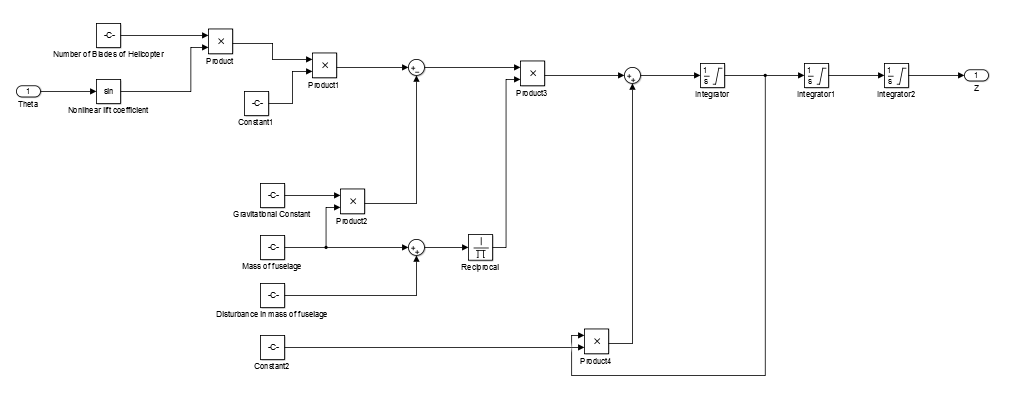 -C-
Number of Blades of Helicopter
×
Product
1
Theta
sin
Nonlinear lift coefficient
×
Product1
-C-
Constant1
+
−
×
Product3
+
+
1
s
Integrator
1
s
Integrator1
1
s
Integrator2
1
Z
-C-
Gravitational Constant
×
Product2
-C-
Mass of fuselage
+
+
1
∏
Reciprocal
-C-
Disturbance in mass of fuselage
-C-
Constant2
×
Product4